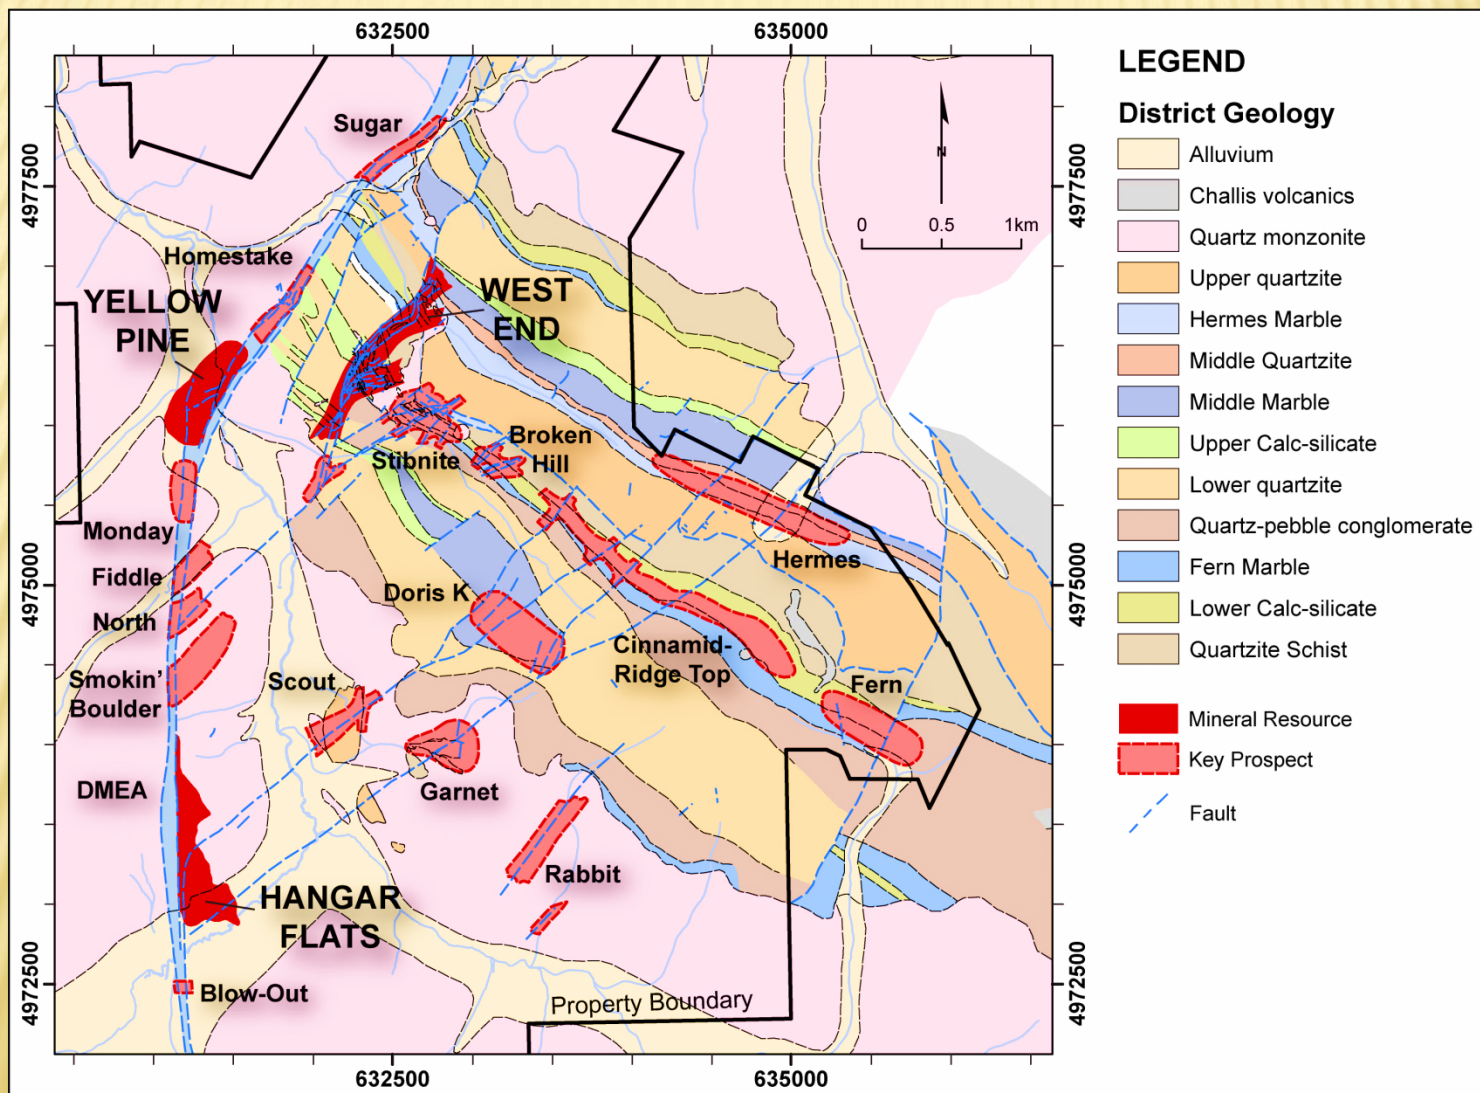 632500
635000
4977500
4977500
Sugar
N
0
0.5
1km
Homestake
YELLOW
PINE
WEST
END
Broken
Hill
Stibnite
Monday
Hermes
Fiddle
4975000
4975000
Doris K
North
Cinnamid-
Ridge Top
Smokin'
Boulder
Scout
Fern
DMEA
Garnet
Rabbit
HANGAR
FLATS
4972500
4972500
Blow-Out
Property Boundary
632500
635000
LEGEND
District Geology
Alluvium
Challis volcanics
Quartz monzonite
Upper quartzite
Hermes Marble
Middle Quartzite
Middle Marble
Upper Calc-silicate
Lower quartzite
Quartz-pebble conglomerate
Fern Marble
Lower Calc-silicate
Quartzite Schist
Mineral Resource
Key Prospect
Fault